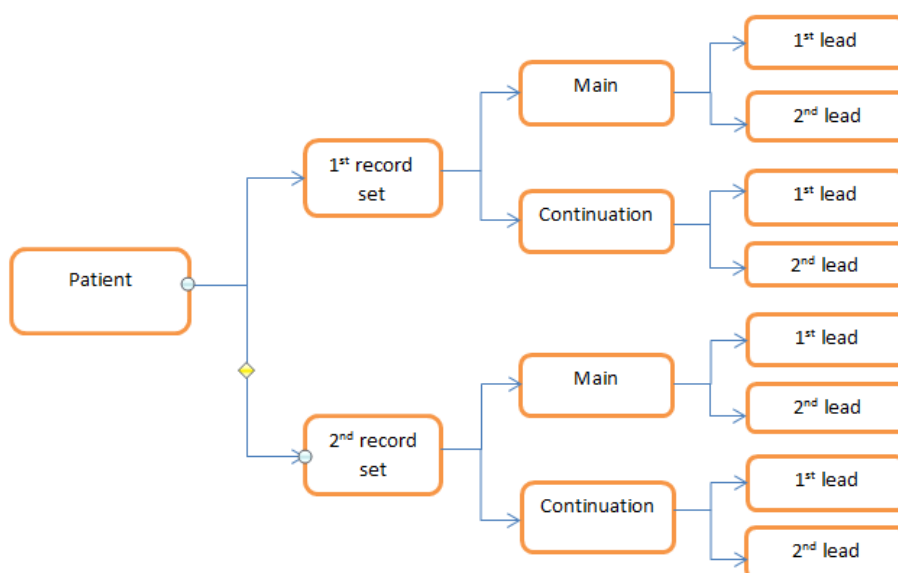 1st lead
Main
2nd lead
1st record
set
1st lead
Continuation
2nd lead
Patient
1st lead
Main
2nd lead
2nd record
set
1st lead
Continuation
2nd lead